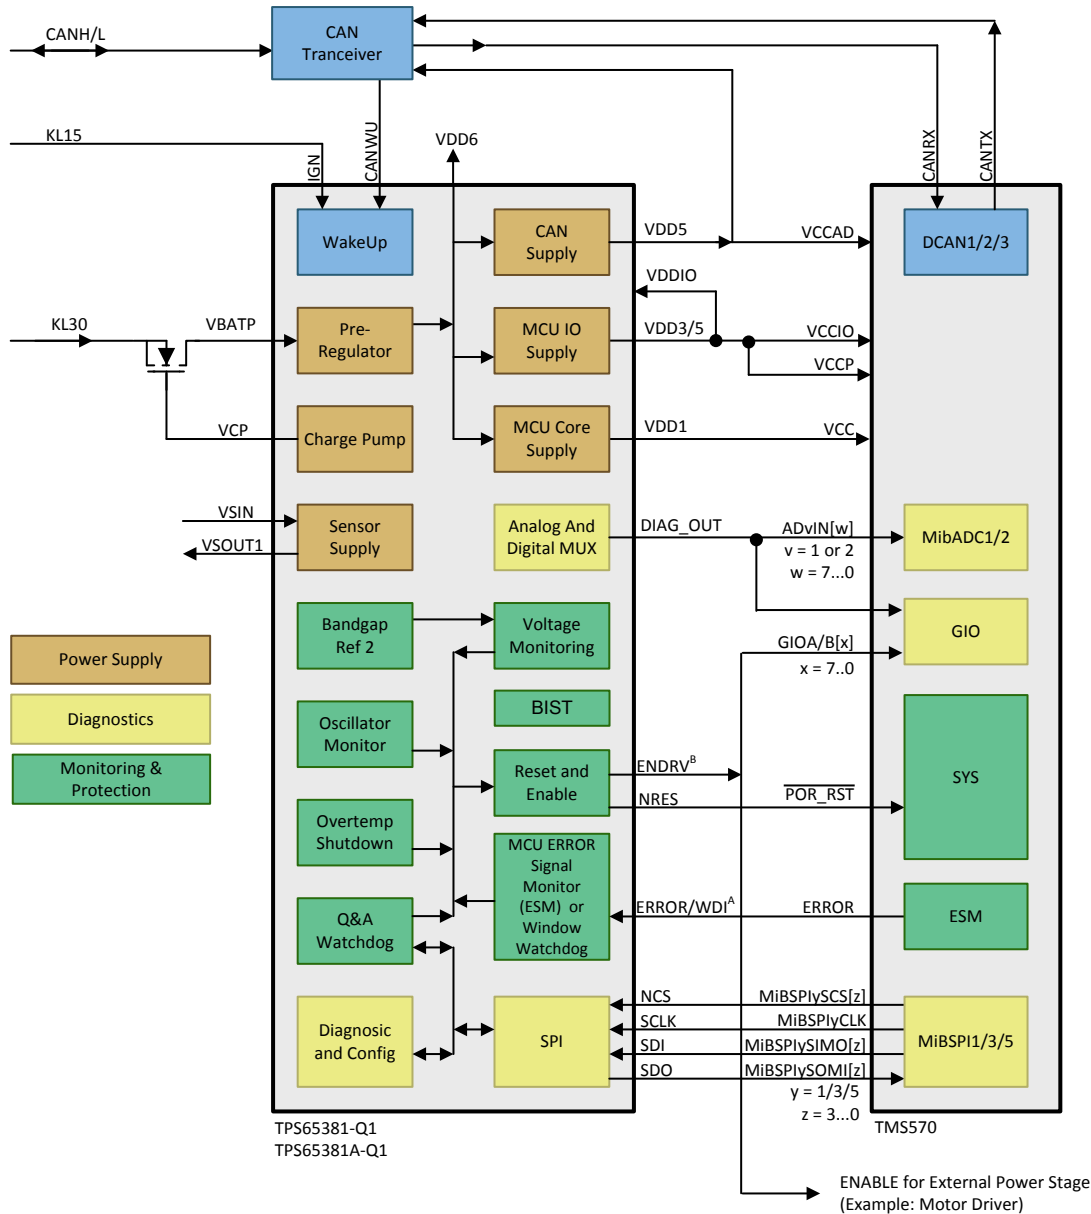 CANH/L
CAN
Tranceiver
KL15
IGN
CANWU
VDD6
CANRX
CANTX
WakeUp
CAN
Supply
VDD5
VCCAD
DCAN1/2/3
VDDIO
KL30
VBATP
Pre-
Regulator
MCU IO
Supply
VDD3/5
VCCIO
VCCP
VCP
Charge Pump
MCU Core
Supply
VDD1
VCC
VSIN
VSOUT1
Sensor
Supply
Analog And
Digital MUX
DIAG_OUT
ADvIN[w]
v = 1 or 2
w = 7...0
MibADC1/2
Bandgap
Ref 2
Voltage
Monitoring
GIOA/B[x]
x = 7..0
GIO
Power Supply
Diagnostics
Monitoring &
Protection
Oscillator
Monitor
BIST
Reset and
Enable
ENDRVᴮ
NRES
POR_RST
SYS
Overtemp
Shutdown
MCU ERROR
Signal
Monitor
(ESM) or
Window
Watchdog
Q&A
Watchdog
ERROR/WDIᴬ
ERROR
ESM
Diagnosic
and Config
SPI
NCS
MiBSPIySCS[z]
SCLK
MiBSPIyCLK
SDI
MiBSPIySIMO[z]
SDO
MiBSPIySOMI[z]
y = 1/3/5
z = 3...0
MiBSPI1/3/5
TPS65381-Q1
TPS65381A-Q1
TMS570
ENABLE for External Power Stage
(Example: Motor Driver)